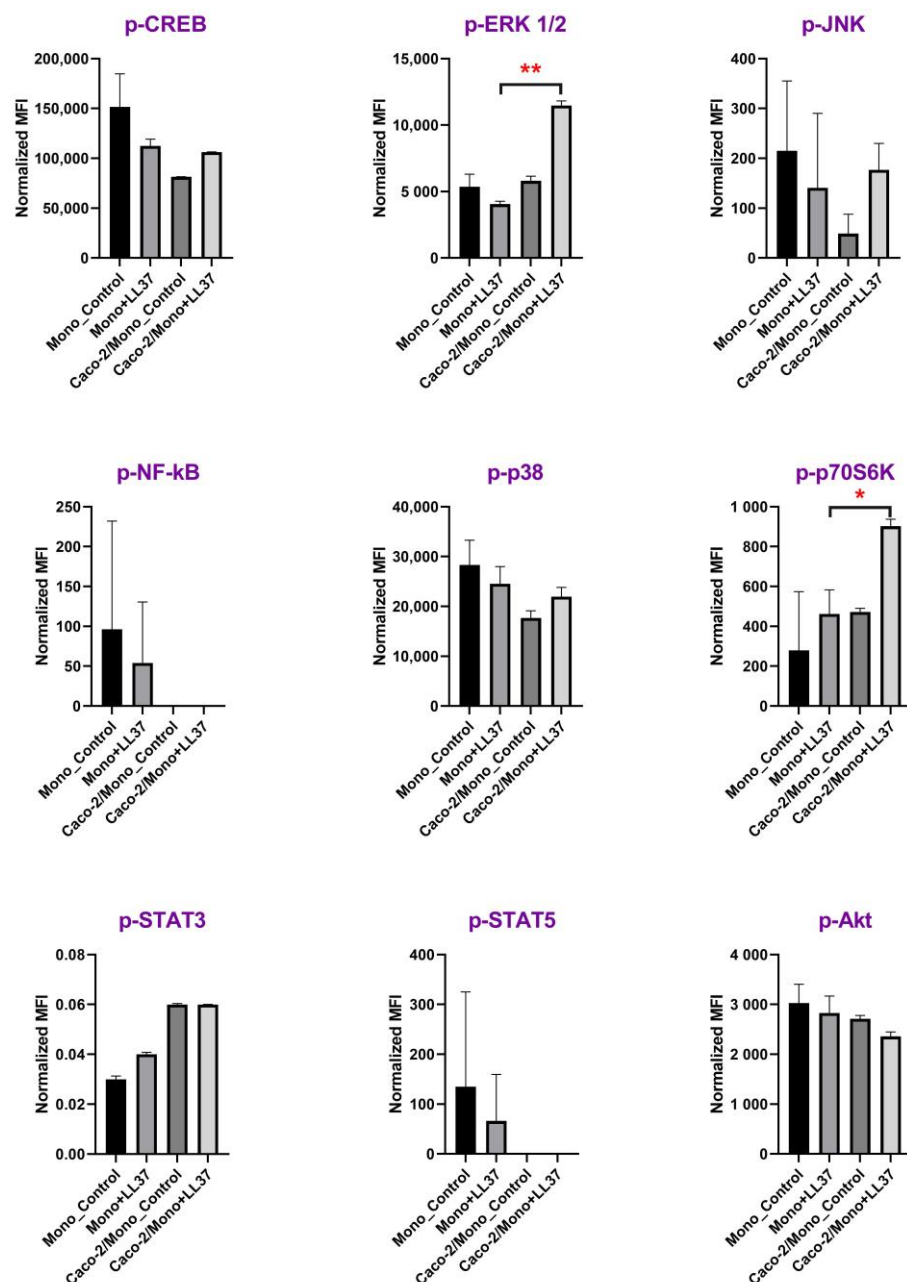 p-CREB
Normalized MFI
200,000
150,000
100,000
50,000
0
Mono_Control
Mono+LL37
Caco-2/Mono_Control
Caco-2/Mono+LL37
p-ERK 1/2
Normalized MFI
15,000
10,000
5 000
0
**
Mono_Control
Mono+LL37
Caco-2/Mono_Control
Caco-2/Mono+LL37
p-JNK
Normalized MFI
400
300
200
100
0
Mono_Control
Mono+LL37
Caco-2/Mono_Control
Caco-2/Mono+LL37
p-NF-kB
Normalized MFI
250
200
150
100
50
0
Mono_Control
Mono+LL37
Caco-2/Mono_Control
Caco-2/Mono+LL37
p-p38
Normalized MFI
40,000
30,000
20,000
10,000
0
Mono_Control
Mono+LL37
Caco-2/Mono_Control
Caco-2/Mono+LL37
p-p70S6K
Normalized MFI
1 000
800
600
400
200
0
*
Mono_Control
Mono+LL37
Caco-2/Mono_Control
Caco-2/Mono+LL37
p-STAT3
Normalized MFI
0.08
0.06
0.04
0.02
0.00
Mono_Control
Mono+LL37
Caco-2/Mono_Control
Caco-2/Mono+LL37
p-STAT5
Normalized MFI
400
300
200
100
0
Mono_Control
Mono+LL37
Caco-2/Mono_Control
Caco-2/Mono+LL37
p-Akt
Normalized MFI
4 000
3 000
2 000
1 000
0
Mono_Control
Mono+LL37
Caco-2/Mono_Control
Caco-2/Mono+LL37